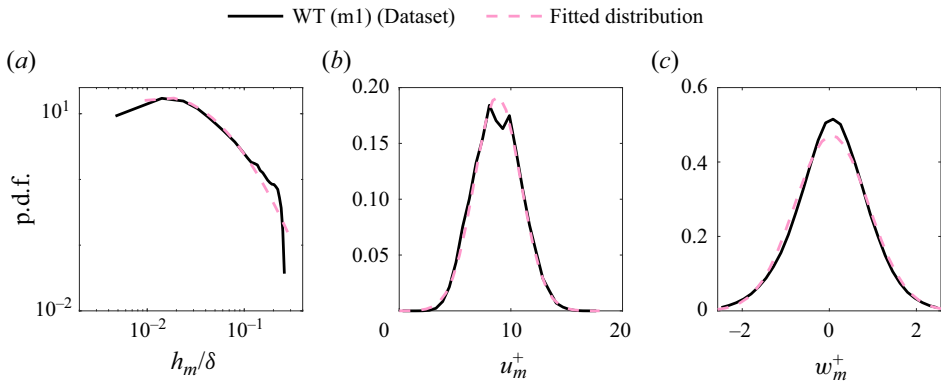 WT (m1) (Dataset) Fitted distribution
(a) (b) (c)
p.d.f.
10^1
10^–2
10^–2 10^–1
h_m/δ
0.20
0.15
0.10
0.05
0 10 20
u_m^+
0.6
0.4
0.2
0
–2 0 2
w_m^+